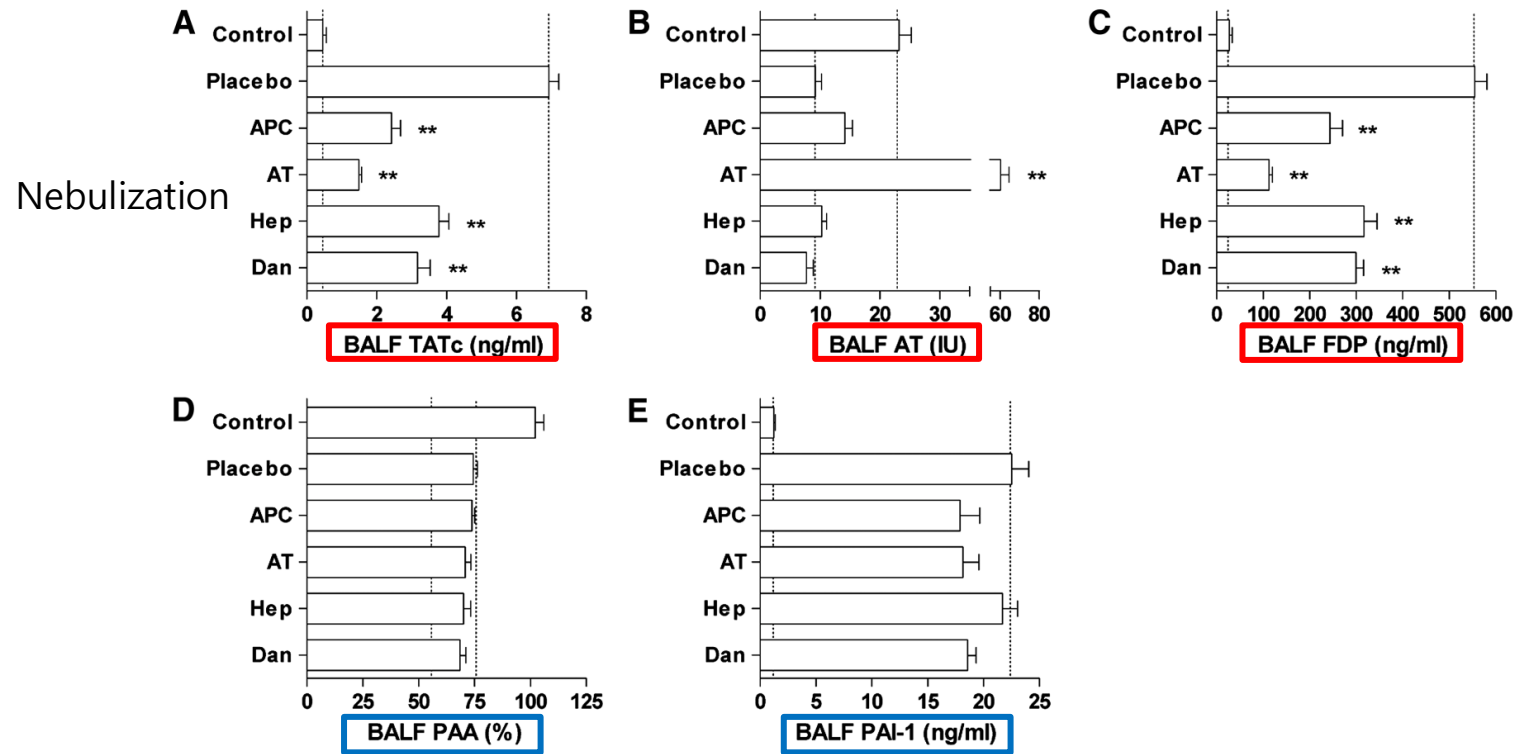 Nebulization
A
Control
Placebo
APC
**
AT
**
Hep
**
Dan
**
0 2 4 6 8
BALF TATc (ng/ml)
B
Control
Placebo
APC
AT
**
Hep
Dan
0 10 20 30 60 80
BALF AT (IU)
C
Control
Placebo
APC
**
AT
**
Hep
**
Dan
**
0 100 200 300 400 500 600
BALF FDP (ng/ml)
D
Control
Placebo
APC
AT
Hep
Dan
0 25 50 75 100 125
BALF PAA (%)
E
Control
Placebo
APC
AT
Hep
Dan
0 5 10 15 20 25
BALF PAI-1 (ng/ml)